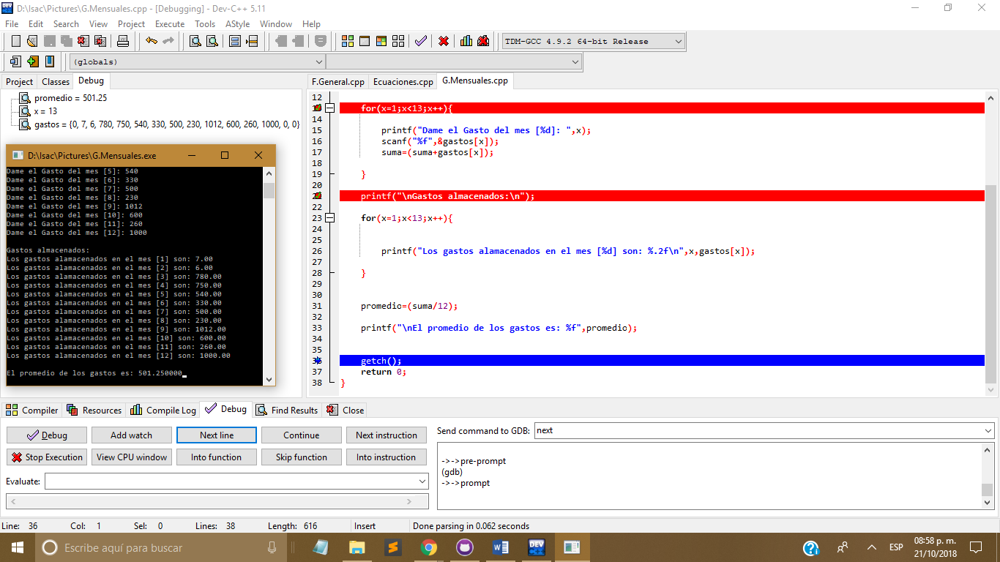 D:\Isac\Pictures\G.Mensuales.cpp - [Debugging] - Dev-C++ 5.11
File Edit Search View Project Execute Tools AStyle Window Help
TDM-GCC 4.9.2 64-bit Release
(globals)
Project Classes Debug
promedio = 501.25
x = 13
gastos = {0, 7, 6, 780, 750, 540, 330, 500, 230, 1012, 600, 260, 1000, 0, 0}
D:\Isac\Pictures\G.Mensuales.exe
Dame el Gasto del mes [5]: 540
Dame el Gasto del mes [6]: 330
Dame el Gasto del mes [7]: 500
Dame el Gasto del mes [8]: 230
Dame el Gasto del mes [9]: 1012
Dame el Gasto del mes [10]: 600
Dame el Gasto del mes [11]: 260
Dame el Gasto del mes [12]: 1000
Gastos almacenados:
Los gastos alamacenados en el mes [1] son: 7.00
Los gastos alamacenados en el mes [2] son: 6.00
Los gastos alamacenados en el mes [3] son: 780.00
Los gastos alamacenados en el mes [4] son: 750.00
Los gastos alamacenados en el mes [5] son: 540.00
Los gastos alamacenados en el mes [6] son: 330.00
Los gastos alamacenados en el mes [7] son: 500.00
Los gastos alamacenados en el mes [8] son: 230.00
Los gastos alamacenados en el mes [9] son: 1012.00
Los gastos alamacenados en el mes [10] son: 600.00
Los gastos alamacenados en el mes [11] son: 260.00
Los gastos alamacenados en el mes [12] son: 1000.00
El promedio de los gastos es: 501.250000
F.General.cpp Ecuaciones.cpp G.Mensuales.cpp
12
for(x=1;x<13;x++){
14
15 printf("Dame el Gasto del mes [%d]: ",x);
16 scanf("%f",&gastos[x]);
17 suma=(suma+gastos[x]);
18
19 }
20
printf("\nGastos almacenados:\n");
22
23 for(x=1;x<13;x++){
24
25
26 printf("Los gastos alamacenados en el mes [%d] son: %.2f\n",x,gastos[x]);
27
28 }
29
30
31 promedio=(suma/12);
32
33 printf("\nEl promedio de los gastos es: %f",promedio);
34
35
getch();
37 return 0;
38 }
Compiler Resources Compile Log Debug Find Results Close
Debug Add watch Next line Continue Next instruction
Stop Execution View CPU window Into function Skip function Into instruction
Evaluate:
Send command to GDB: next
->->pre-prompt
(gdb)
->->prompt
Line: 36 Col: 1 Sel: 0 Lines: 38 Length: 616 Insert Done parsing in 0.062 seconds
Escribe aquí para buscar
ESP
08:58 p. m.
21/10/2018